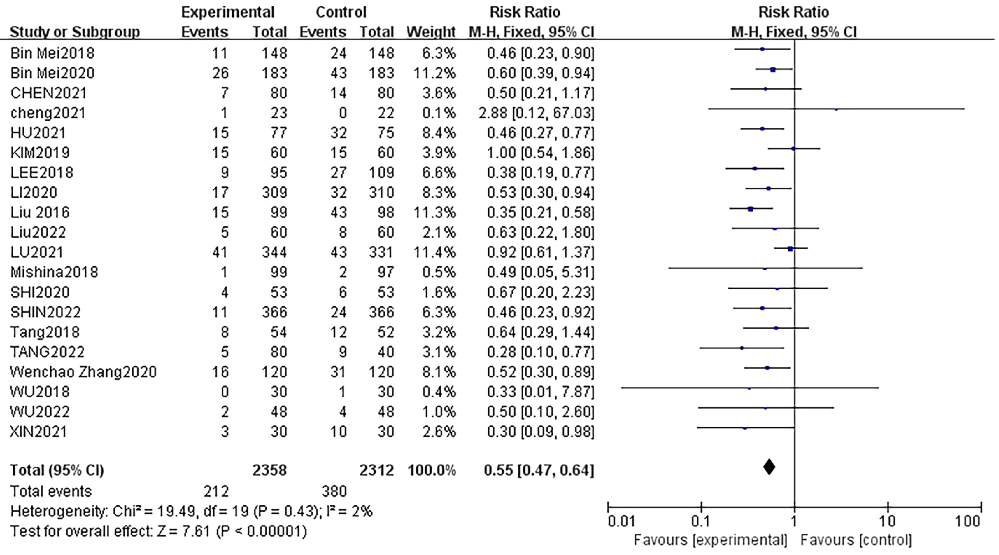 Experimental Control Risk Ratio Risk Ratio
Study or Subgroup Events Total Events Total Weight M-H, Fixed, 95% CI M-H, Fixed, 95% CI
Bin Mei2018 11 148 24 148 6.3% 0.46 [0.23, 0.90]
Bin Mei2020 26 183 43 183 11.2% 0.60 [0.39, 0.94]
CHEN2021 7 80 14 80 3.6% 0.50 [0.21, 1.17]
cheng2021 1 23 0 22 0.1% 2.88 [0.12, 67.03]
HU2021 15 77 32 75 8.4% 0.46 [0.27, 0.77]
KIM2019 15 60 15 60 3.9% 1.00 [0.54, 1.86]
LEE2018 9 95 27 109 6.6% 0.38 [0.19, 0.77]
LI2020 17 309 32 310 8.3% 0.53 [0.30, 0.94]
Liu 2016 15 99 43 98 11.3% 0.35 [0.21, 0.58]
Liu2022 5 60 8 60 2.1% 0.63 [0.22, 1.80]
LU2021 41 344 43 331 11.4% 0.92 [0.61, 1.37]
Mishina2018 1 99 2 97 0.5% 0.49 [0.05, 5.31]
SHI2020 4 53 6 53 1.6% 0.67 [0.20, 2.23]
SHIN2022 11 366 24 366 6.3% 0.46 [0.23, 0.92]
Tang2018 8 54 12 52 3.2% 0.64 [0.29, 1.44]
TANG2022 5 80 9 40 3.1% 0.28 [0.10, 0.77]
Wenchao Zhang2020 16 120 31 120 8.1% 0.52 [0.30, 0.89]
WU2018 0 30 1 30 0.4% 0.33 [0.01, 7.87]
WU2022 2 48 4 48 1.0% 0.50 [0.10, 2.60]
XIN2021 3 30 10 30 2.6% 0.30 [0.09, 0.98]
Total (95% CI) 2358 2312 100.0% 0.55 [0.47, 0.64]
Total events 212 380
Heterogeneity: Chi² = 19.49, df = 19 (P = 0.43); I² = 2%
Test for overall effect: Z = 7.61 (P < 0.00001)
0.01 0.1 1 10 100
Favours [experimental] Favours [control]